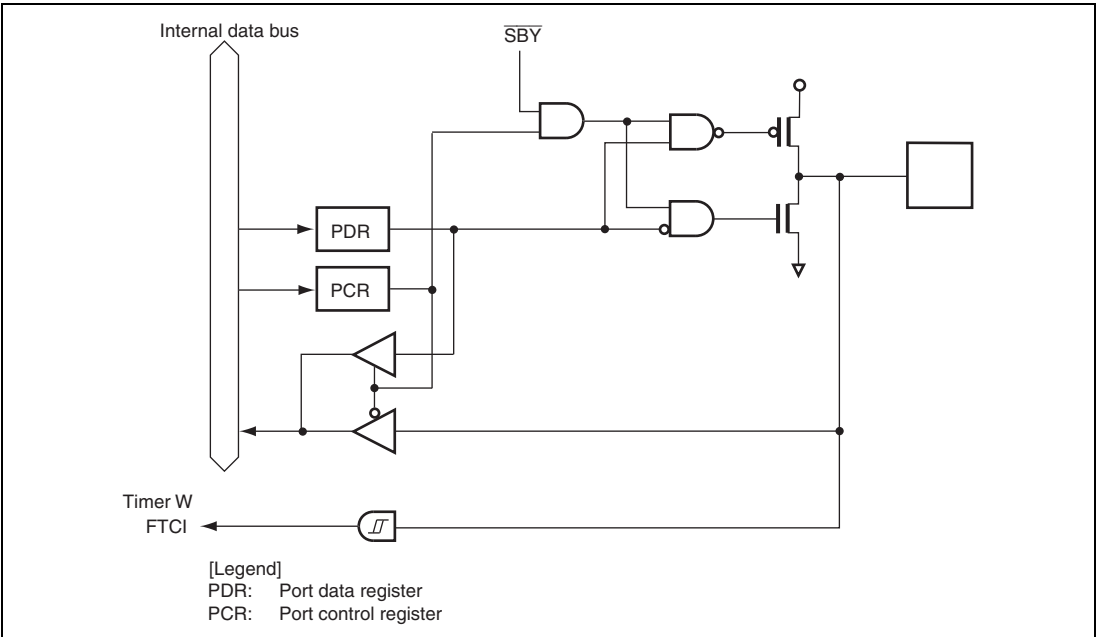 Internal data bus
SBY
PDR
PCR
Timer W
FTCI
[Legend]
PDR: Port data register
PCR: Port control register